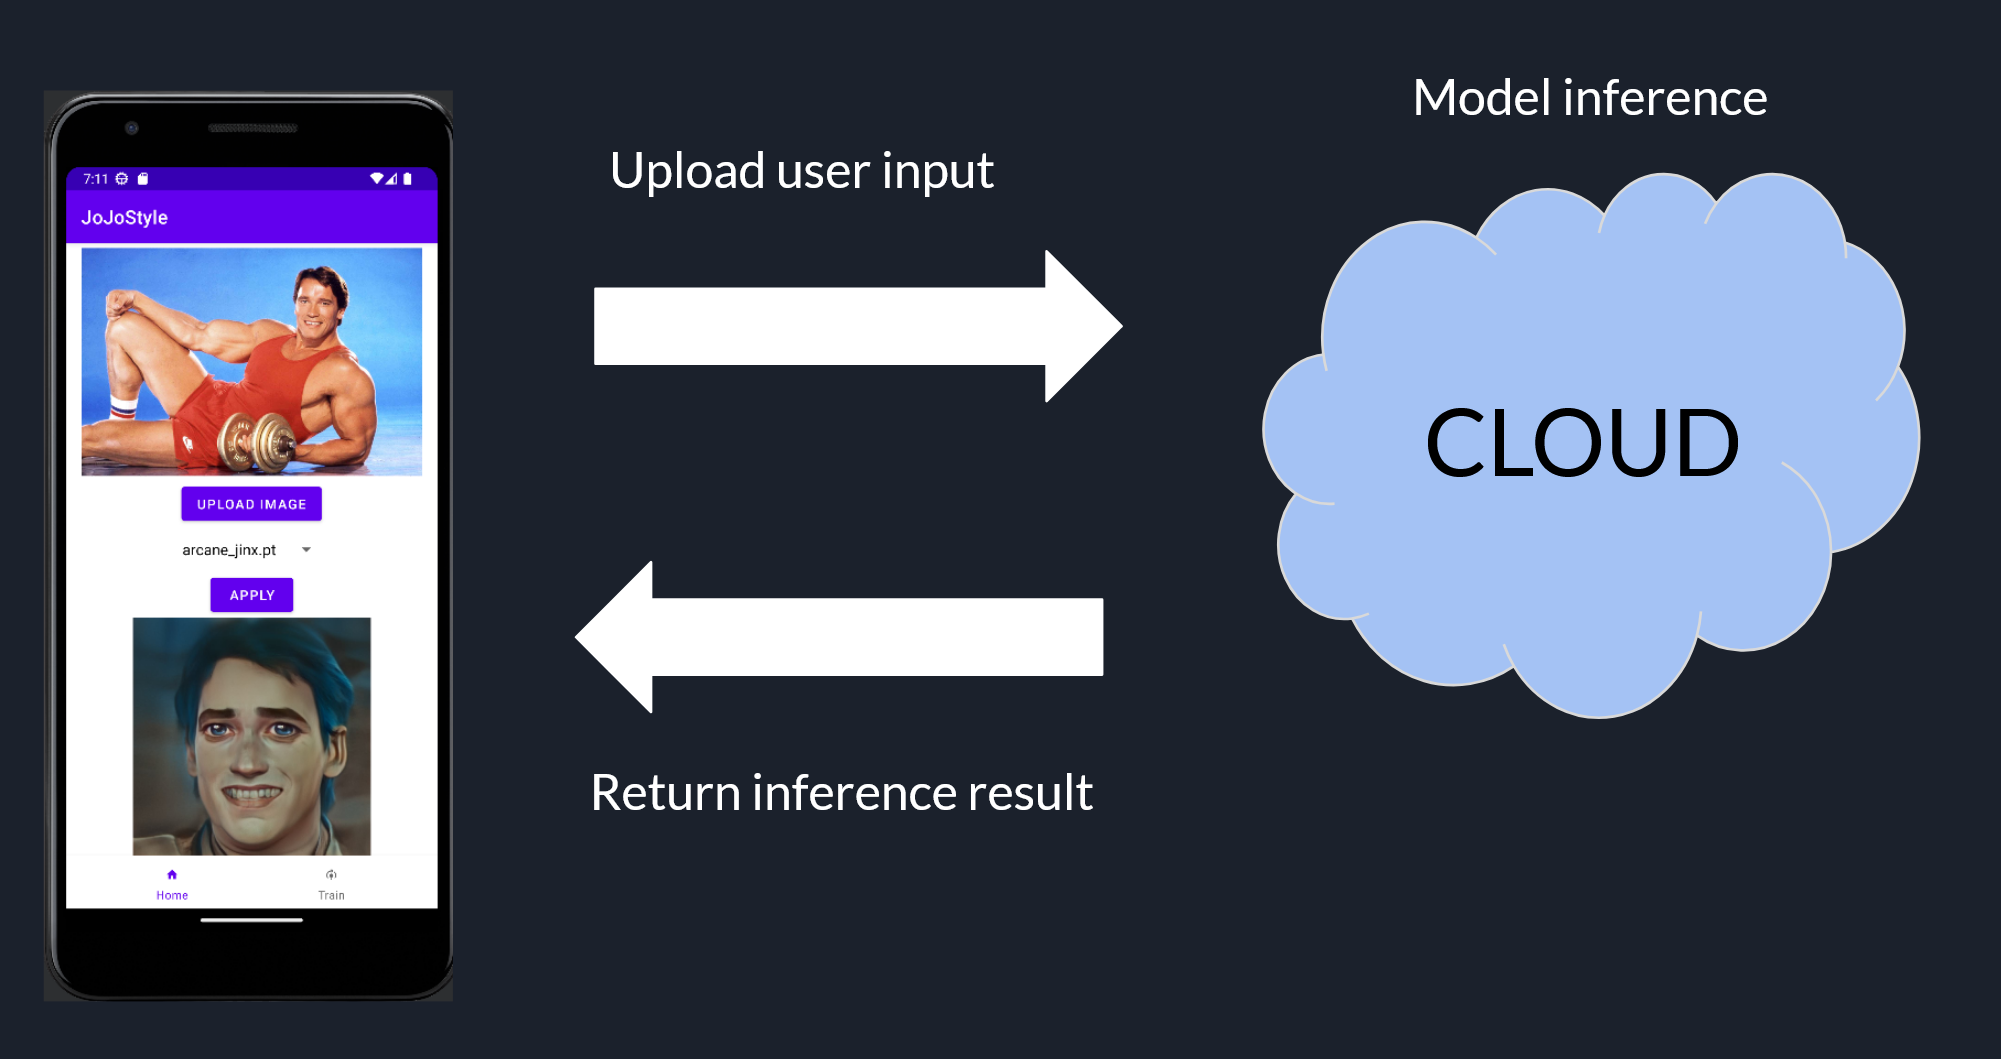 7:11
JoJoStyle
UPLOAD IMAGE
arcane_jinx.pt
APPLY
Home
Train
Upload user input
Return inference result
Model inference
CLOUD